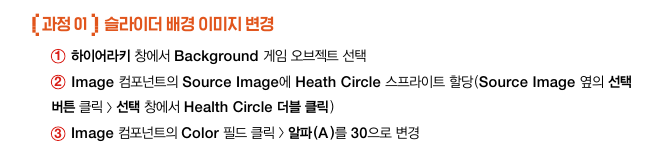 [과정 01] 슬라이더 배경 이미지 변경
① 하이어라키 창에서 Background 게임 오브젝트 선택
② Image 컴포넌트의 Source Image에 Heath Circle 스프라이트 할당(Source Image 옆의 선택
버튼 클릭 > 선택 창에서 Health Circle 더블 클릭)
③ Image 컴포넌트의 Color 필드 클릭 > 알파(A)를 30으로 변경